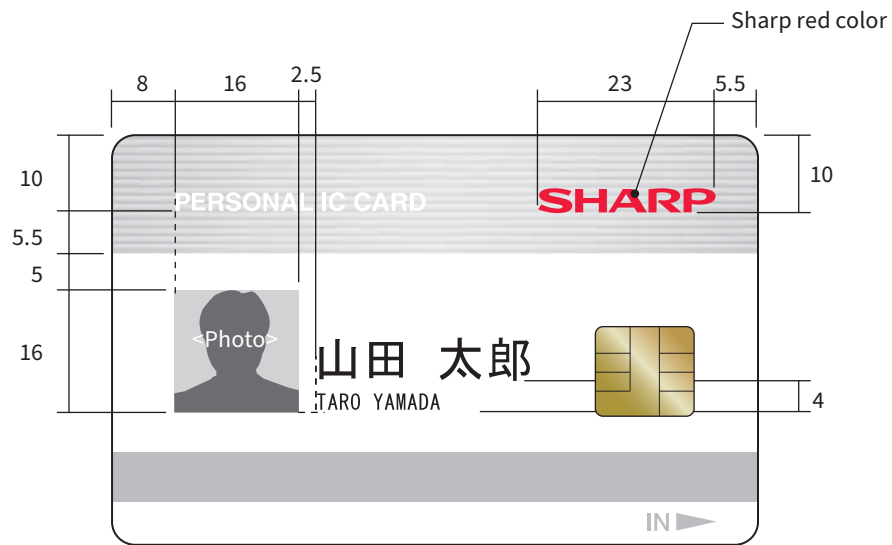 Sharp red color
8 16 2.5 23 5.5
10 10
PERSONAL IC CARD SHARP
5.5
5
16
<Photo>
山田 太郎
TARO YAMADA
4
IN